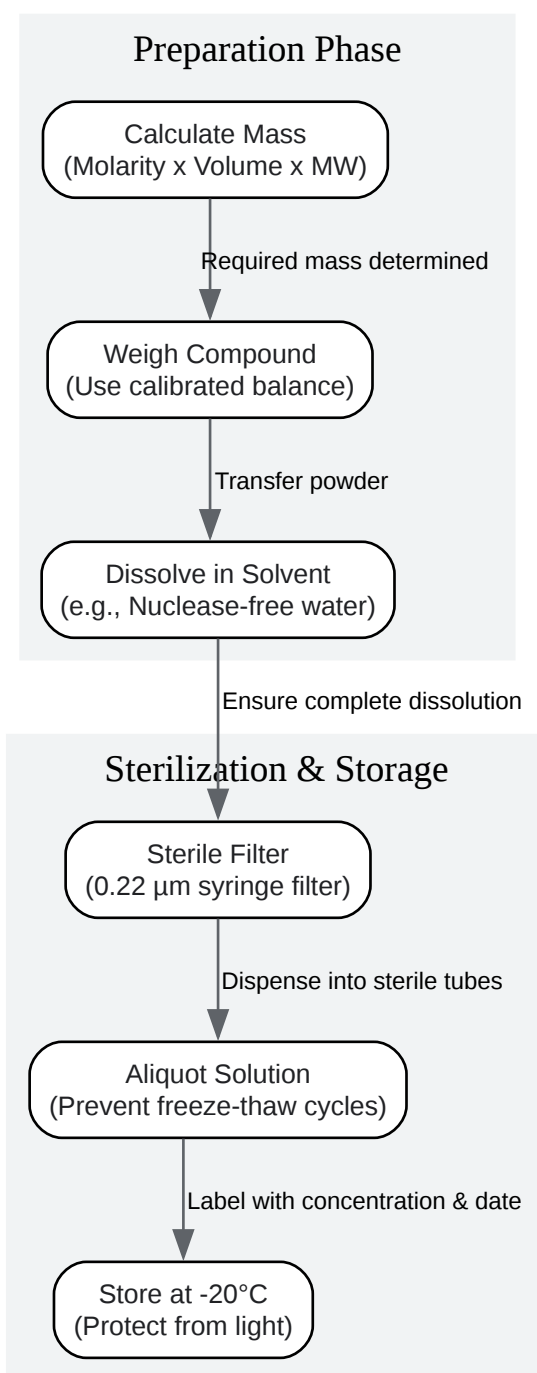 Preparation Phase
Calculate Mass
(Molarity x Volume x MW)
Required mass determined
Weigh Compound
(Use calibrated balance)
Transfer powder
Dissolve in Solvent
(e.g., Nuclease-free water)
Ensure complete dissolution
Sterilization & Storage
Sterile Filter
(0.22 µm syringe filter)
Dispense into sterile tubes
Aliquot Solution
(Prevent freeze-thaw cycles)
Label with concentration & date
Store at -20°C
(Protect from light)